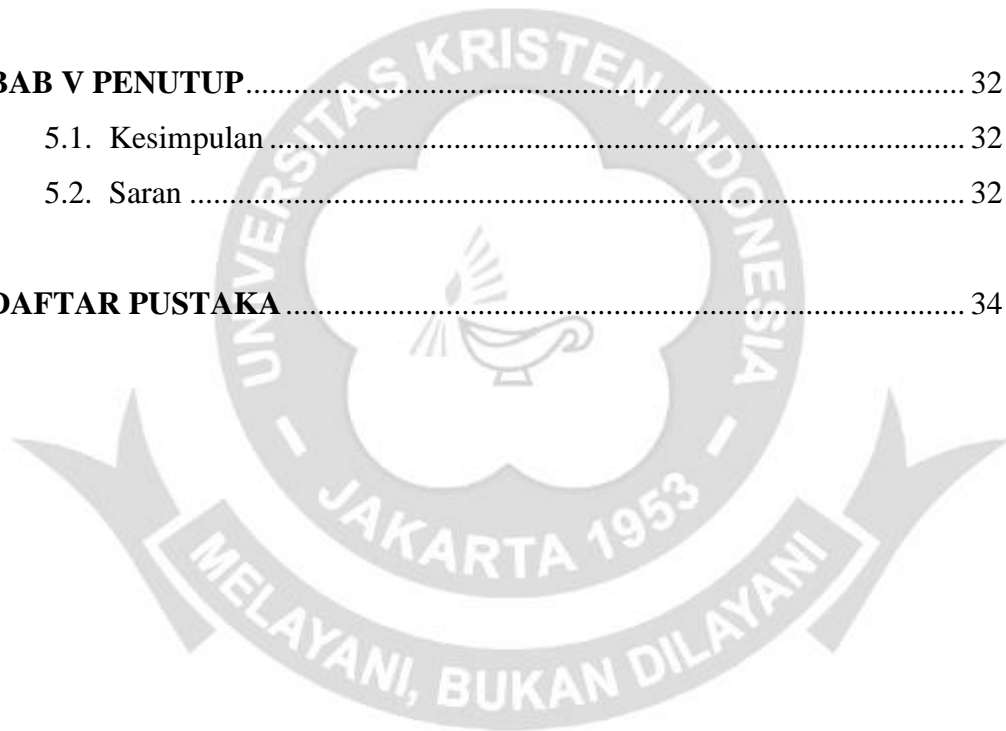 BAB V PENUTUP.......................................................................................... 32
5.1. Kesimpulan....................................................................................... 32
5.2. Saran ................................................................................................. 32
DAFTAR PUSTAKA..................................................................................... 34
UNIVERSITAS KRISTEN INDONESIA
- JAKARTA 1953 -
MELAYANI, BUKAN DILAYANI